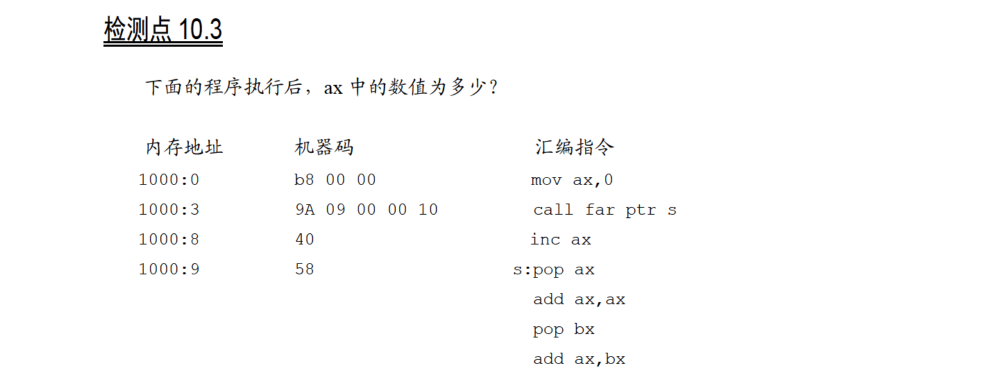 检测点 10.3
下面的程序执行后，ax 中的数值为多少？
内存地址 机器码 汇编指令
1000:0 b8 00 00 mov ax,0
1000:3 9A 09 00 00 10 call far ptr s
1000:8 40 inc ax
1000:9 58 s:pop ax
add ax,ax
pop bx
add ax,bx